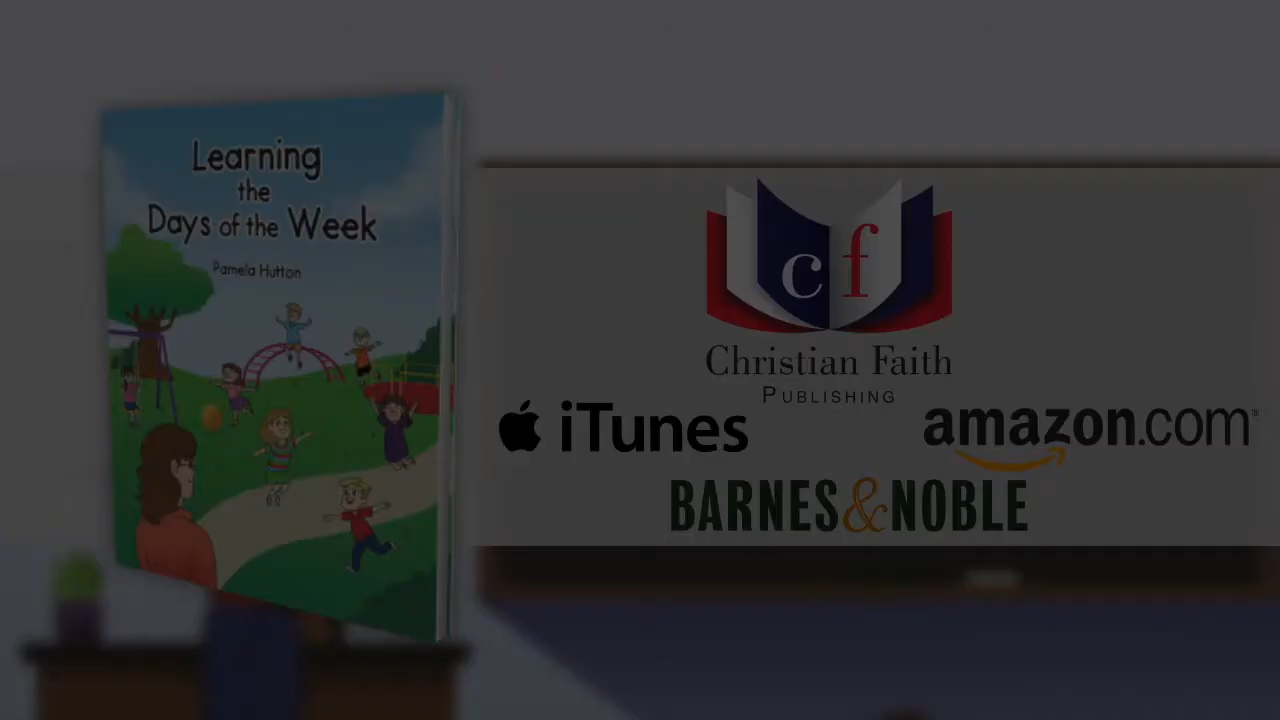 Learning
the
Days of the Week
Pamela Hutton
cf
Christian Faith
PUBLISHING
iTunes
amazon.com
BARNES&NOBLE